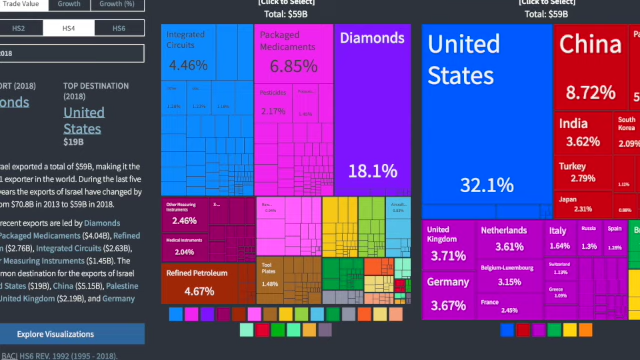 Trade Value
Growth
Growth (%)
HS2
HS4
HS6
2018
ORT (2018)
TOP DESTINATION
(2018)
onds
United
States
$19B
rael exported a total of $59B, making it the
1 exporter in the world. During the last five
years the exports of Israel have changed by
om $70.8B in 2013 to $59B in 2018.
recent exports are led by Diamonds
Packaged Medicaments ($4.04B), Refined
($2.76B), Integrated Circuits ($2.63B),
r Measuring Instruments ($1.45B). The
mon destination for the exports of Israel
d States ($19B), China ($5.15B), Palestine
United Kingdom ($2.19B), and Germany
Explore Visualizations
BACI HS6 REV. 1992 (1995 - 2018).
[Click to Select]
Total: $59B
Integrated
Circuits
4.46%
Packaged
Medicaments
6.85%
Pesticides
2.17%
Diamonds
18.1%
Other Measuring
Instruments
2.46%
Medical Instruments
2.04%
Refined Petroleum
4.67%
Tool
Plates
1.48%
[Click to Select]
Total: $59B
United
States
32.1%
China
8.72%
India
3.62%
South
Korea
2.09%
Turkey
2.79%
Japan
2.31%
United
Kingdom
3.71%
Germany
3.67%
Netherlands
3.61%
Belgium-Luxembourg
3.15%
France
2.45%
Italy
1.64%
Russia
1.3%
Spain
1.19%
Switzerland
1.13%
Greece
1.09%